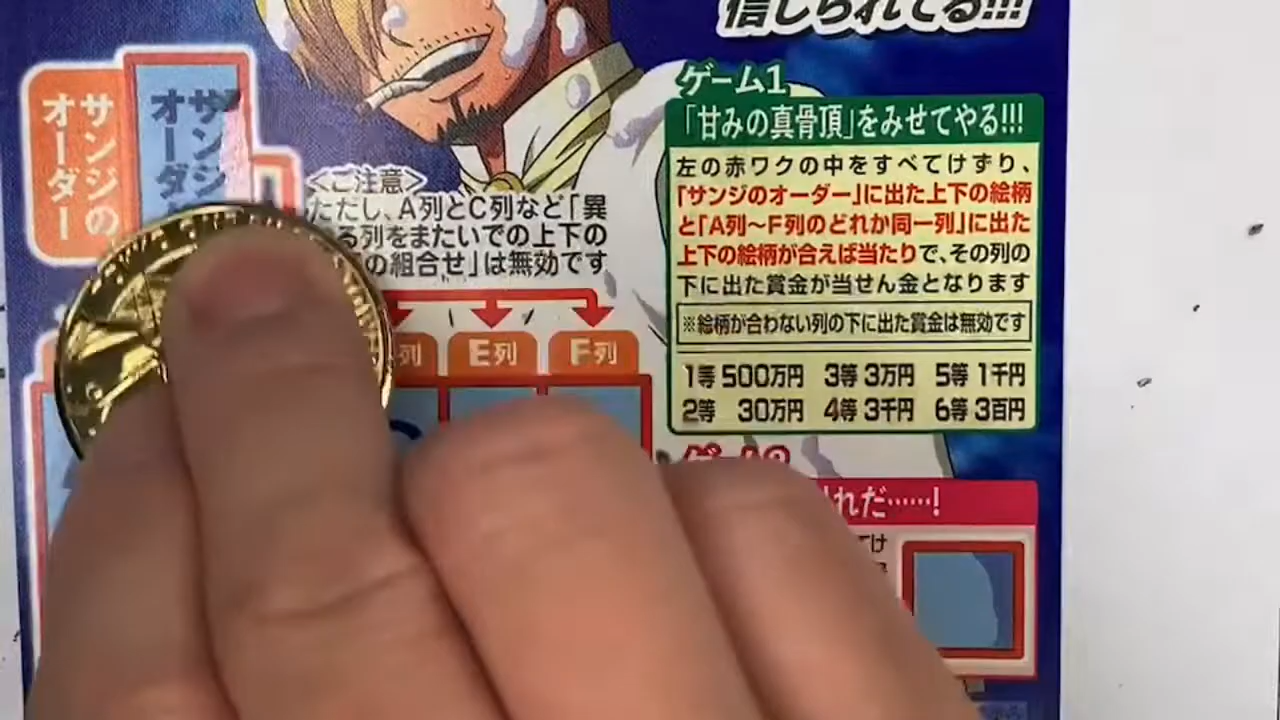 信じられてる!!!
サンジの
オーダー
サンジ
オーダ
ゲーム1
「甘みの真骨頂」をみせてやる!!!
左の赤ワクの中をすべてけずり、
「サンジのオーダー」に出た上下の絵柄
と「A列～F列のどれか同一列」に出た
上下の絵柄が合えば当たりで、その列の
下に出た賞金が当せん金となります
※絵柄が合わない列の下に出た賞金は無効です
1等 500万円 3等 3万円 5等 1千円
2等 30万円 4等 3千円 6等 3百円
<ご注意>
ただし、A列とC列など「異
る列をまたいでの上下の
の組合せ」は無効です
列 E列 F列
れだ……!